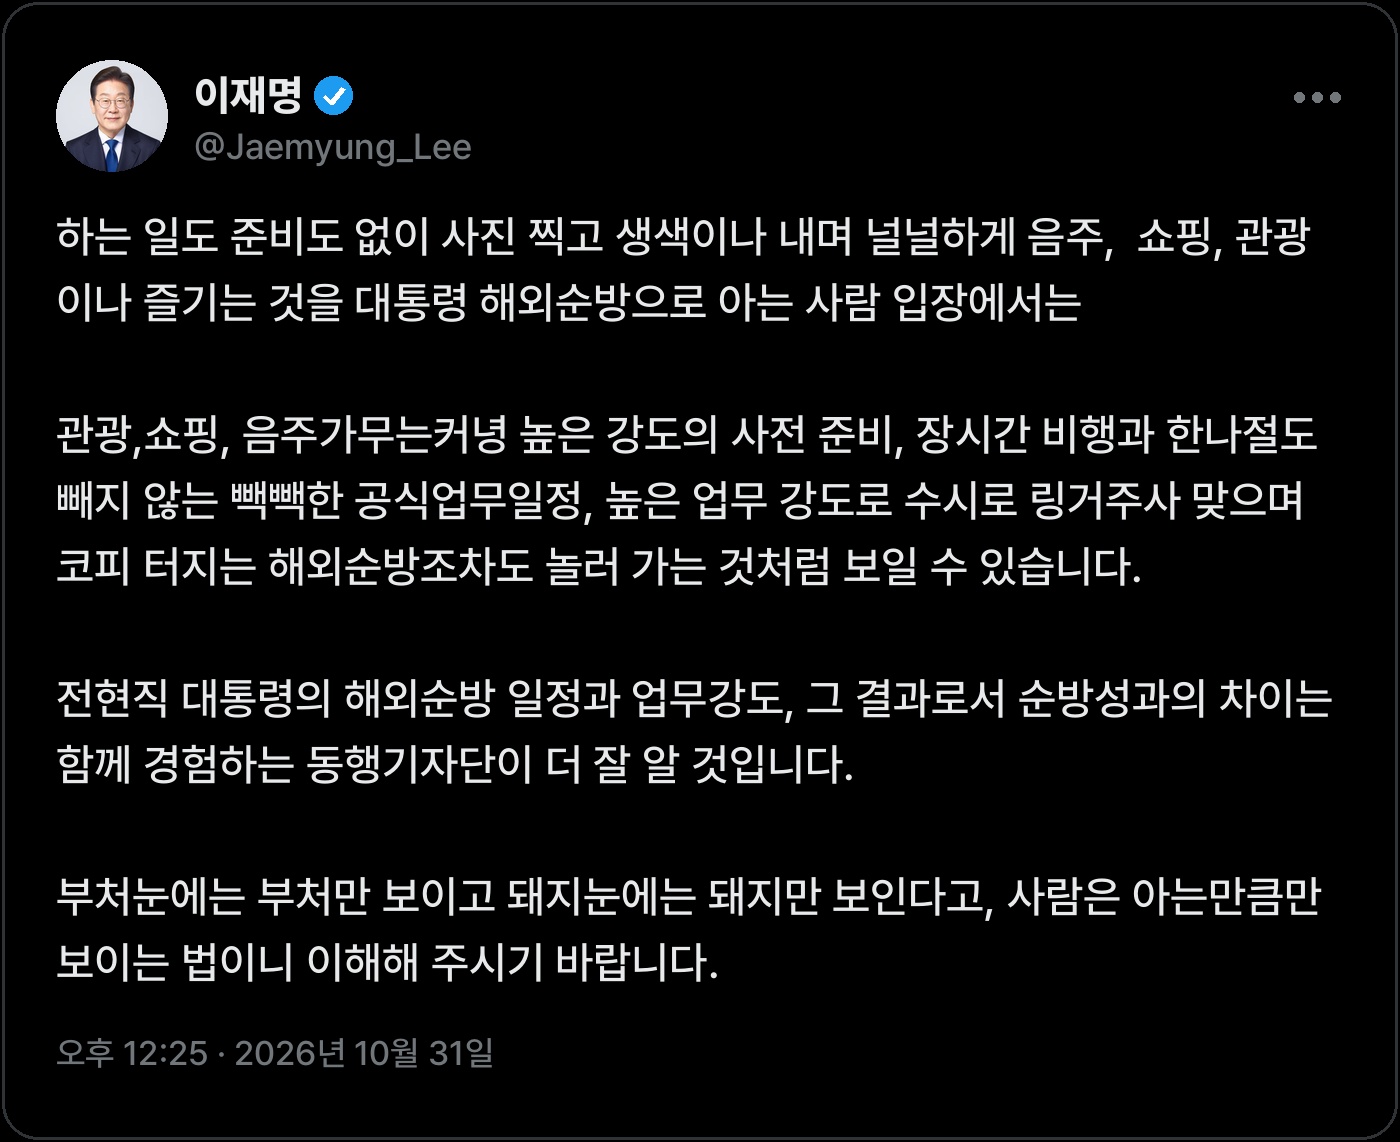 이재명
@Jaemyung_Lee
하는 일도 준비도 없이 사진 찍고 생색이나 내며 널널하게 음주,  쇼핑, 관광
이나 즐기는 것을 대통령 해외순방으로 아는 사람 입장에서는
관광,쇼핑, 음주가무는커녕 높은 강도의 사전 준비, 장시간 비행과 한나절도
빼지 않는 빽빽한 공식업무일정, 높은 업무 강도로 수시로 링거주사 맞으며
코피 터지는 해외순방조차도 놀러 가는 것처럼 보일 수 있습니다.
전현직 대통령의 해외순방 일정과 업무강도, 그 결과로서 순방성과의 차이는
함께 경험하는 동행기자단이 더 잘 알 것입니다.
부처눈에는 부처만 보이고 돼지눈에는 돼지만 보인다고, 사람은 아는만큼만
보이는 법이니 이해해 주시기 바랍니다.
오후 12:25 · 2026년 10월 31일